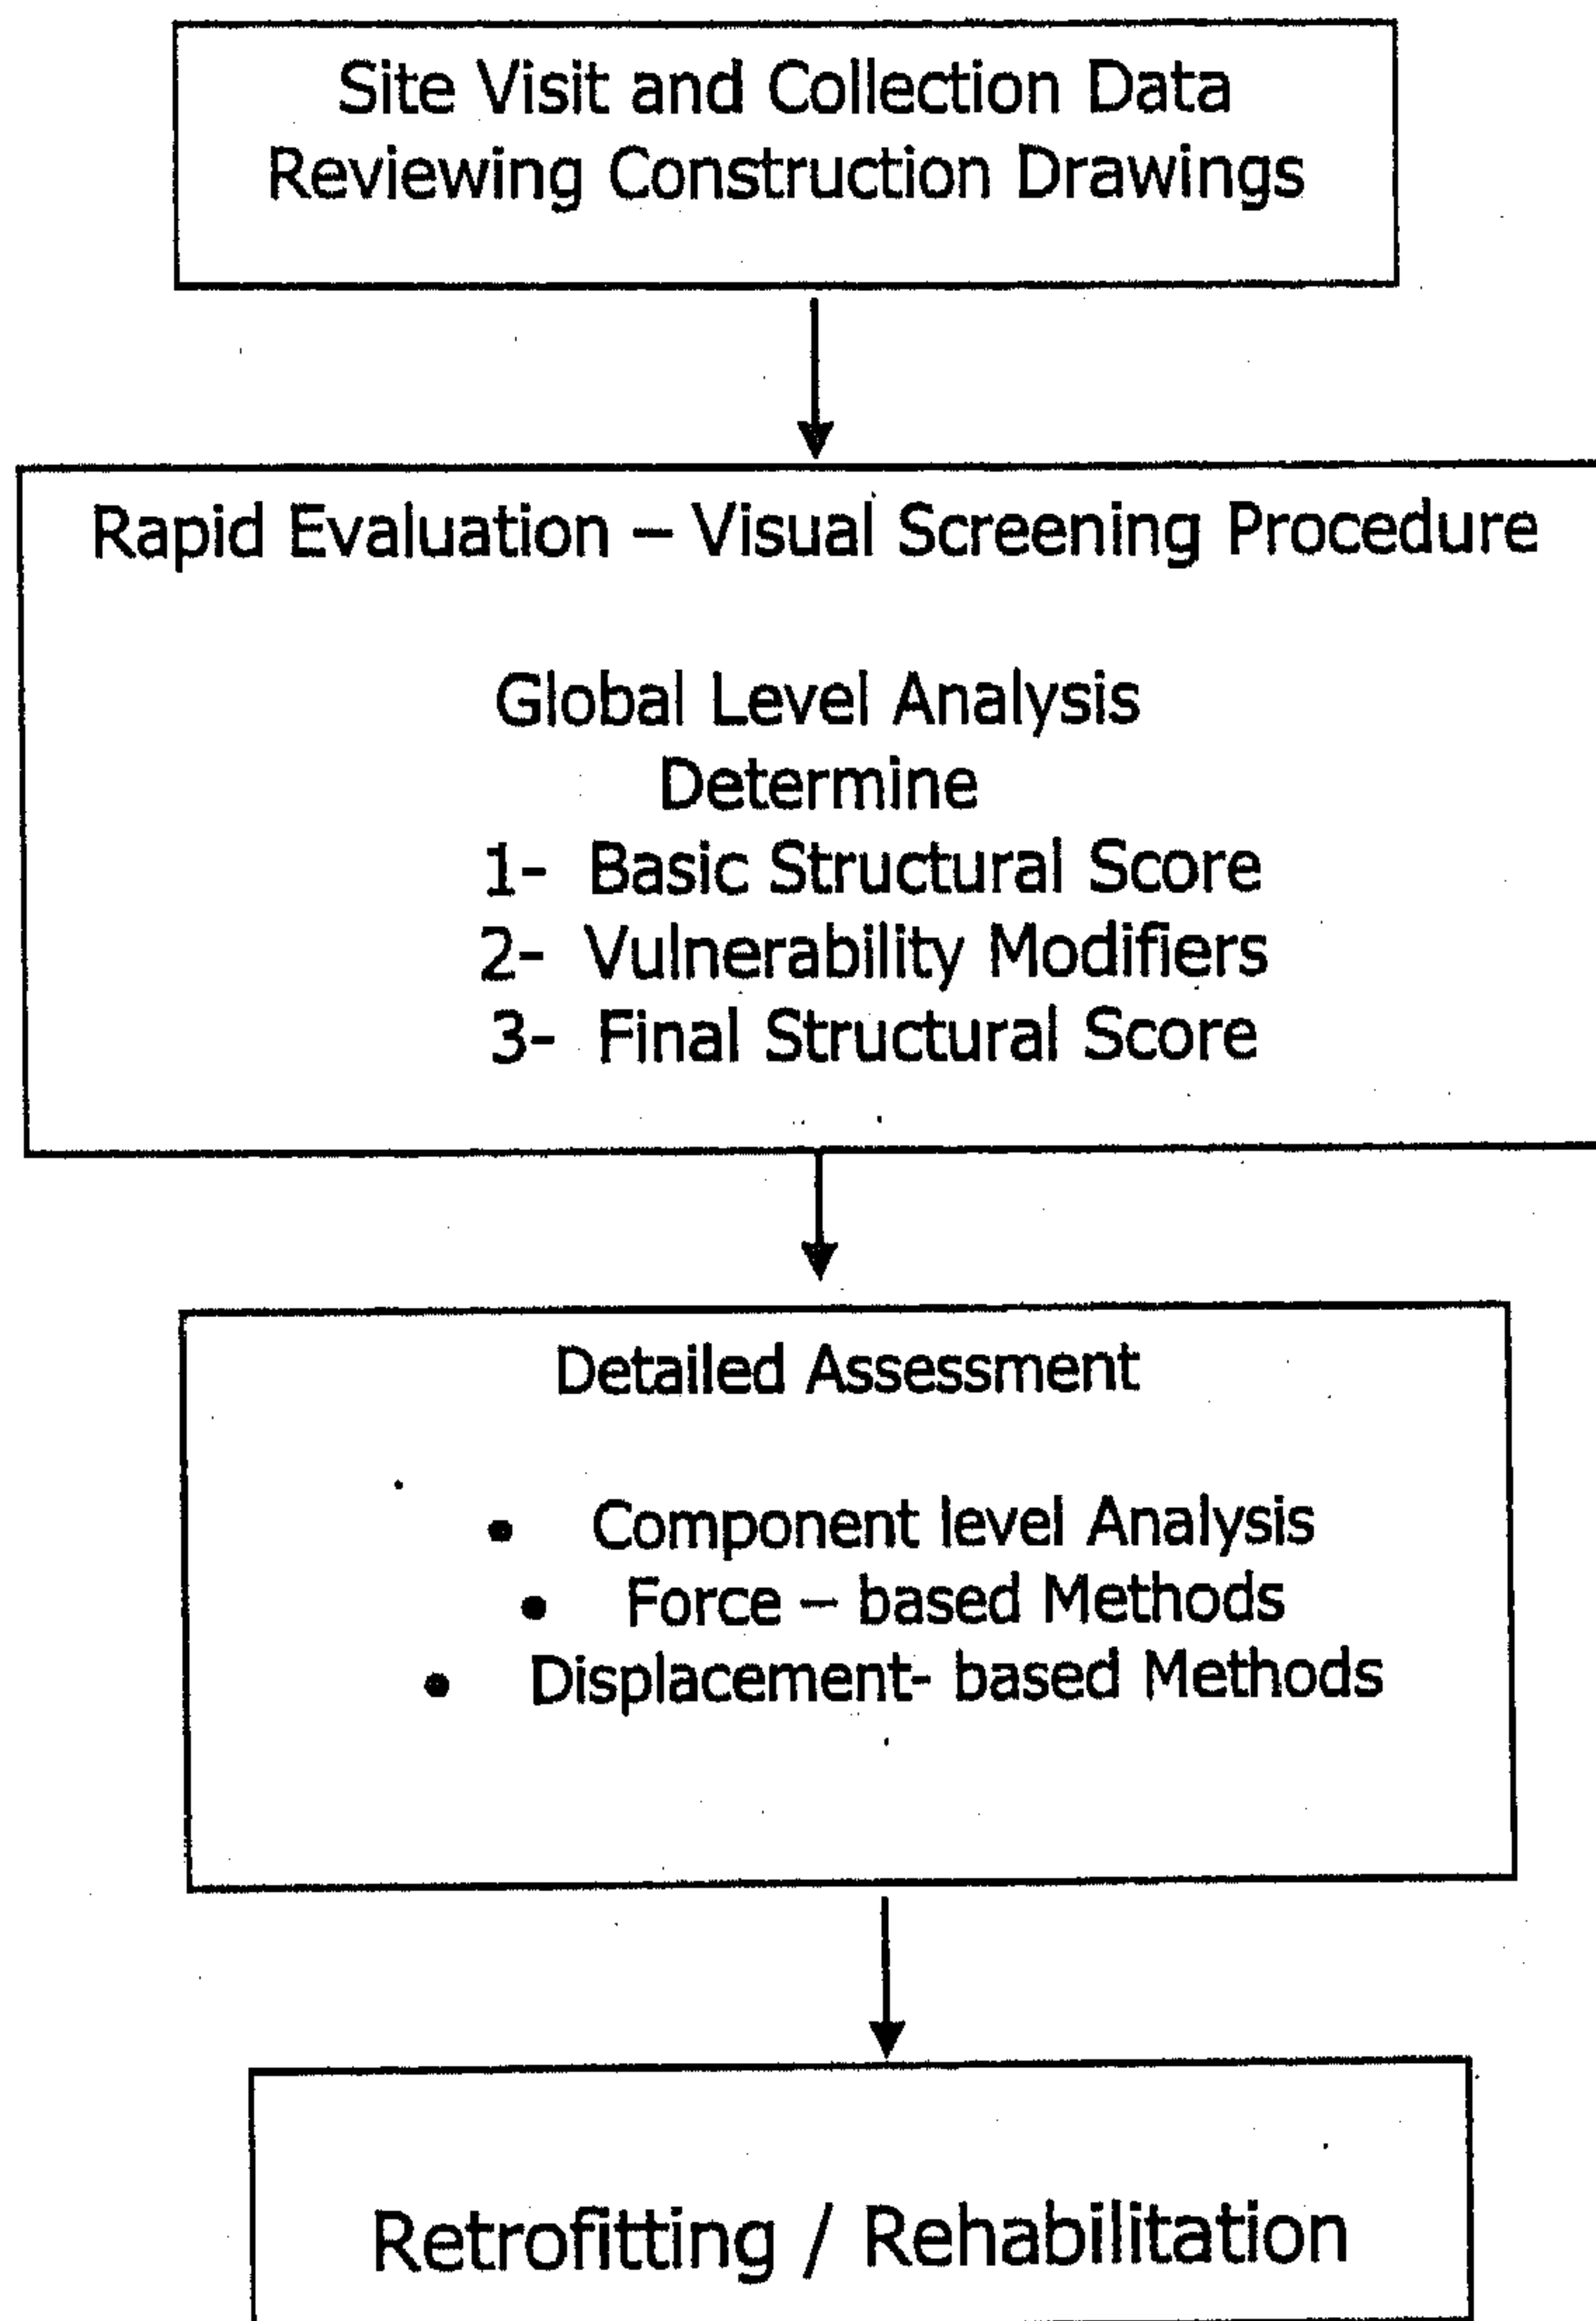 Site Visit and Collection Data
Reviewing Construction Drawings
Rapid Evaluation – Visual Screening Procedure
Global Level Analysis
Determine
1- Basic Structural Score
2- Vulnerability Modifiers
3- Final Structural Score
Detailed Assessment
• Component level Analysis
• Force – based Methods
• Displacement- based Methods
Retrofitting / Rehabilitation